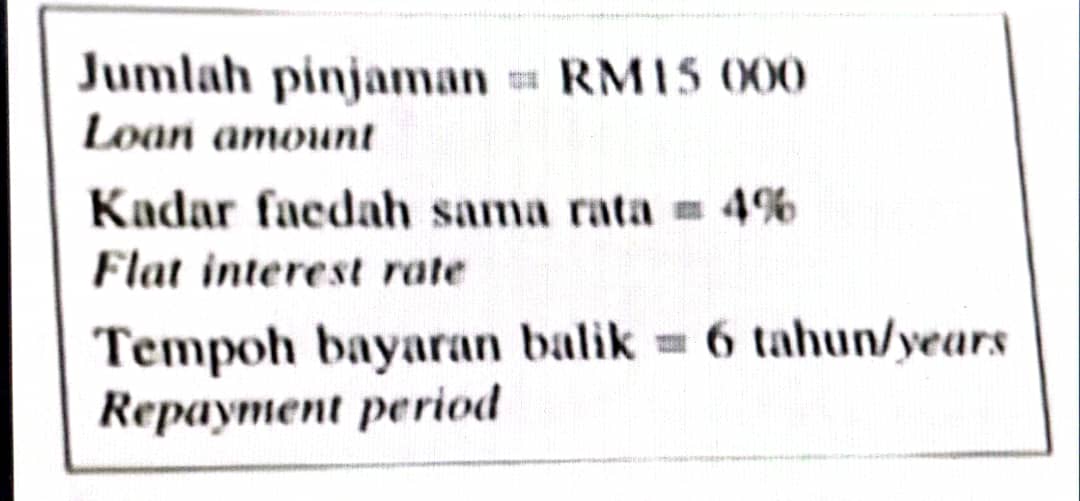 Jumlah pinjaman = RM15 000
Loan amount
Kadar faedah sama rata = 4%
Flat interest rate
Tempoh bayaran balik = 6 tahun/years
Repayment period